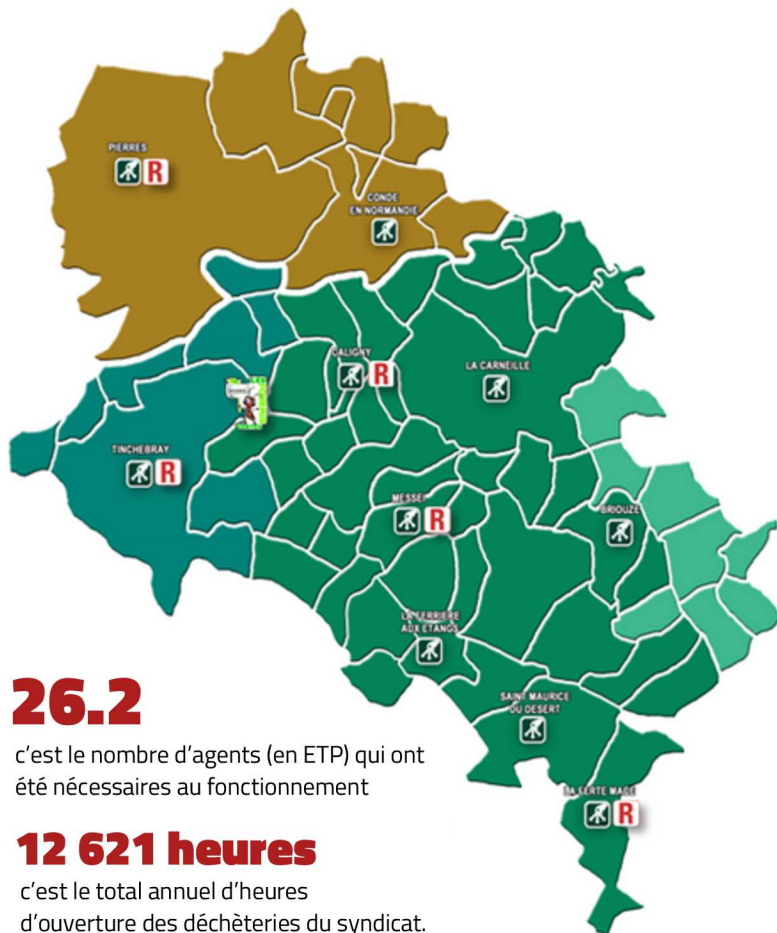 PIERRES
R
CONDE
EN NORMANDIE
CALIGNY
R
LA CARNEILLE
TINCHEBRAY
R
MESSEI
R
BRIOUZE
LA FERRIERE
AUX ETANGS
SAINT MAURICE
DU DESERT
LA FERTE MACE
R
26.2
c’est le nombre d’agents (en ETP) qui ont
été nécessaires au fonctionnement
12 621 heures
c’est le total annuel d’heures
d’ouverture des déchèteries du syndicat.